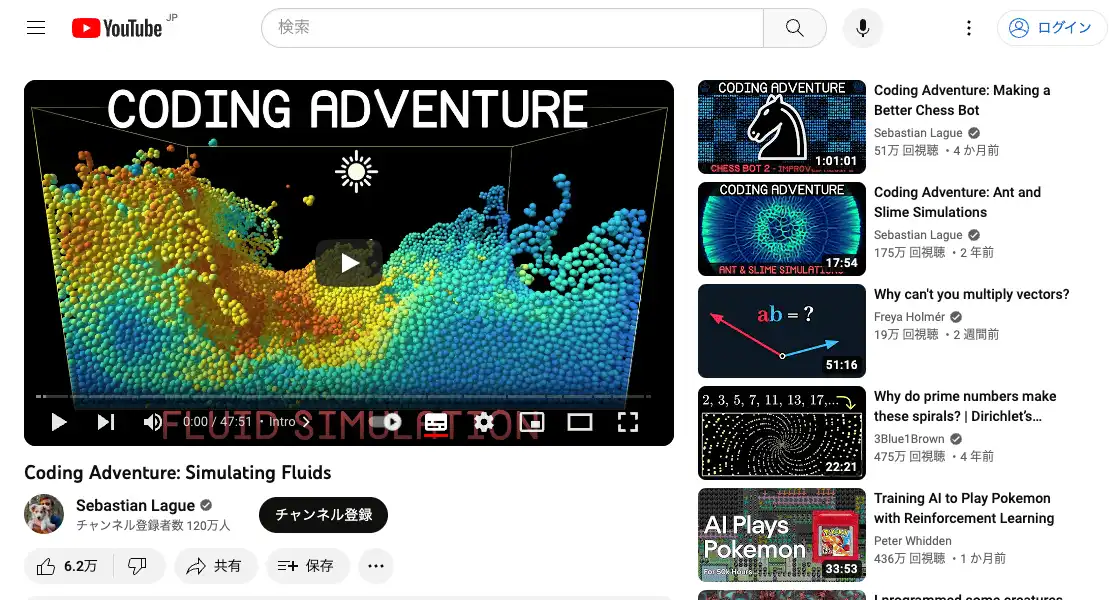 YouTube JP
検索
ログイン
CODING ADVENTURE
FLUID SIMULATION
0:00 / 47:51 • Intro
Coding Adventure: Simulating Fluids
Sebastian Lague
チャンネル登録者数 120万人
チャンネル登録
6.2万
共有
保存
CODING ADVENTURE
CHESS BOT 2 - IMPROV
1:01:01
Coding Adventure: Making a
Better Chess Bot
Sebastian Lague
51万 回視聴 • 4 か月前
CODING ADVENTURE
ANT & SLIME SIMULATIONS
17:54
Coding Adventure: Ant and
Slime Simulations
Sebastian Lague
175万 回視聴 • 2 年前
ab = ?
51:16
Why can't you multiply vectors?
Freya Holmér
19万 回視聴 • 2 週間前
2, 3, 5, 7, 11, 13, 17,...
22:21
Why do prime numbers make
these spirals? | Dirichlet’s…
3Blue1Brown
475万 回視聴 • 4 年前
AI Plays
Pokemon
For 50k Hours...
33:53
Training AI to Play Pokemon
with Reinforcement Learning
Peter Whidden
436万 回視聴 • 1 か月前
I programmed some creatures